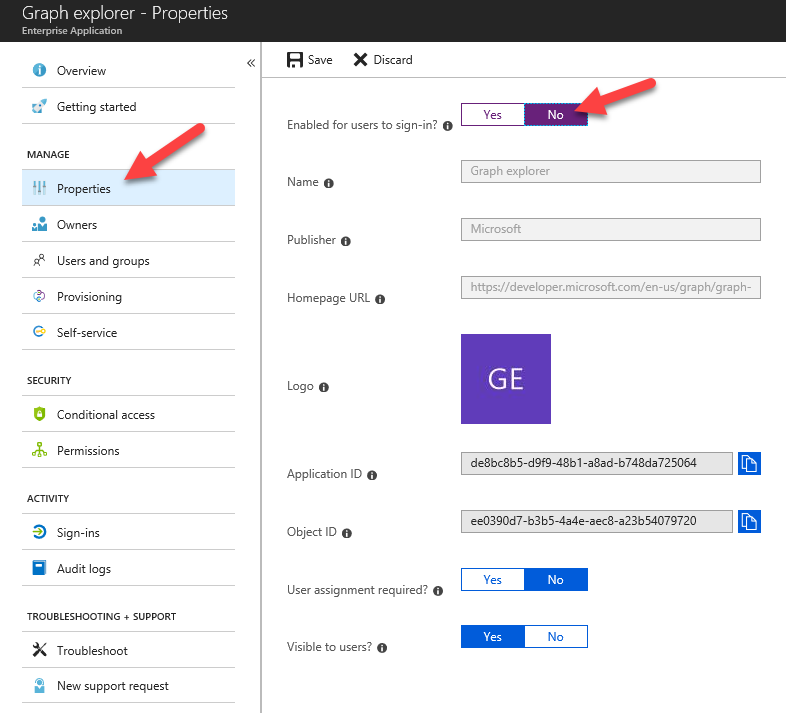 Graph explorer - Properties
Enterprise Application
Overview
Getting started
MANAGE
Properties
Owners
Users and groups
Provisioning
Self-service
SECURITY
Conditional access
Permissions
ACTIVITY
Sign-ins
Audit logs
TROUBLESHOOTING + SUPPORT
Troubleshoot
New support request
«
Save Discard
Enabled for users to sign-in? Yes No
Name Graph explorer
Publisher Microsoft
Homepage URL https://developer.microsoft.com/en-us/graph/graph-
Logo GE
Application ID de8bc8b5-d9f9-48b1-a8ad-b748da725064
Object ID ee0390d7-b3b5-4a4e-aec8-a23b54079720
User assignment required? Yes No
Visible to users? Yes No